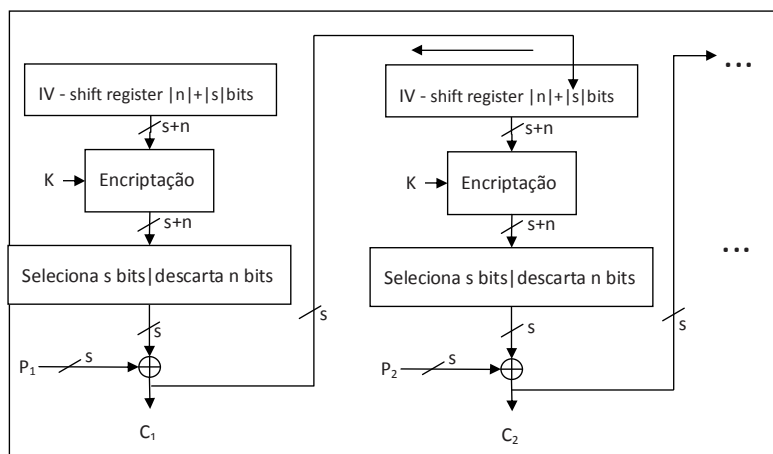 IV - shift register |n|+|s|bits
s+n
K
Encriptação
s+n
Seleciona s bits|descarta n bits
s
P₁
s
C₁
s
IV - shift register |n|+|s|bits
s+n
K
Encriptação
s+n
Seleciona s bits|descarta n bits
s
P₂
s
C₂
s
...
...